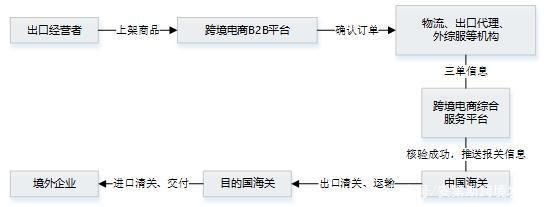 出口经营者
上架商品
跨境电商B2B平台
确认订单
物流、出口代理、
外综服等机构
三单信息
跨境电商综合
服务平台
核验成功，推送报关信息
境外企业
进口清关、交付
目的国海关
出口清关、运输
中国海关